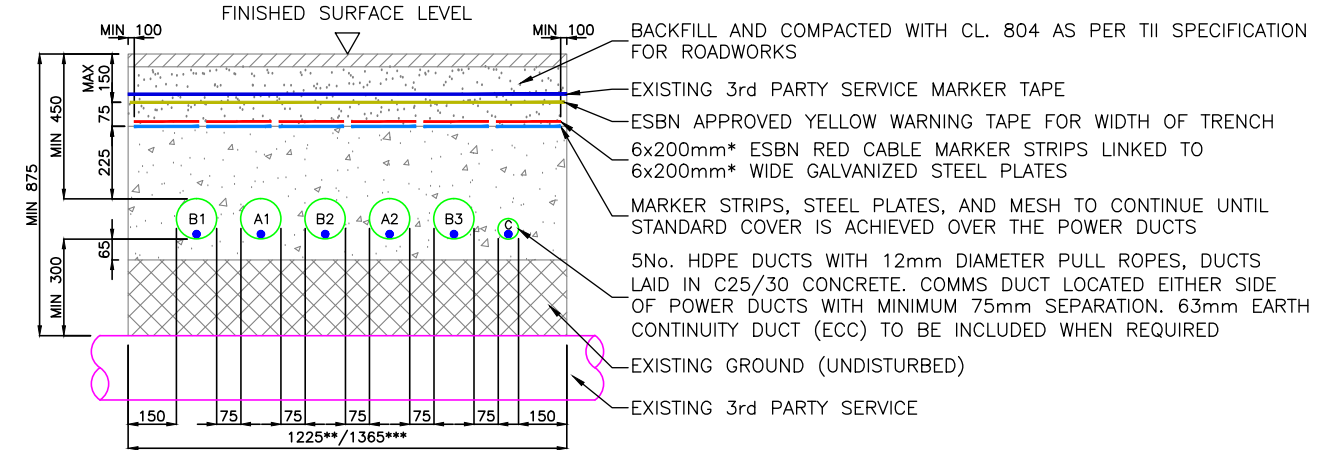 FINISHED SURFACE LEVEL
MIN 100
MIN 100
MAX 150
75
225
MIN 450
MIN 875
65
MIN 300
B1
A1
B2
A2
B3
C
150
75
75
75
75
75
150
1225**/1365***
BACKFILL AND COMPACTED WITH CL. 804 AS PER TII SPECIFICATION
FOR ROADWORKS
EXISTING 3rd PARTY SERVICE MARKER TAPE
ESBN APPROVED YELLOW WARNING TAPE FOR WIDTH OF TRENCH
6x200mm* ESBN RED CABLE MARKER STRIPS LINKED TO
6x200mm* WIDE GALVANIZED STEEL PLATES
MARKER STRIPS, STEEL PLATES, AND MESH TO CONTINUE UNTIL
STANDARD COVER IS ACHIEVED OVER THE POWER DUCTS
5No. HDPE DUCTS WITH 12mm DIAMETER PULL ROPES, DUCTS
LAID IN C25/30 CONCRETE. COMMS DUCT LOCATED EITHER SIDE
OF POWER DUCTS WITH MINIMUM 75mm SEPARATION. 63mm EARTH
CONTINUITY DUCT (ECC) TO BE INCLUDED WHEN REQUIRED
EXISTING GROUND (UNDISTURBED)
EXISTING 3rd PARTY SERVICE